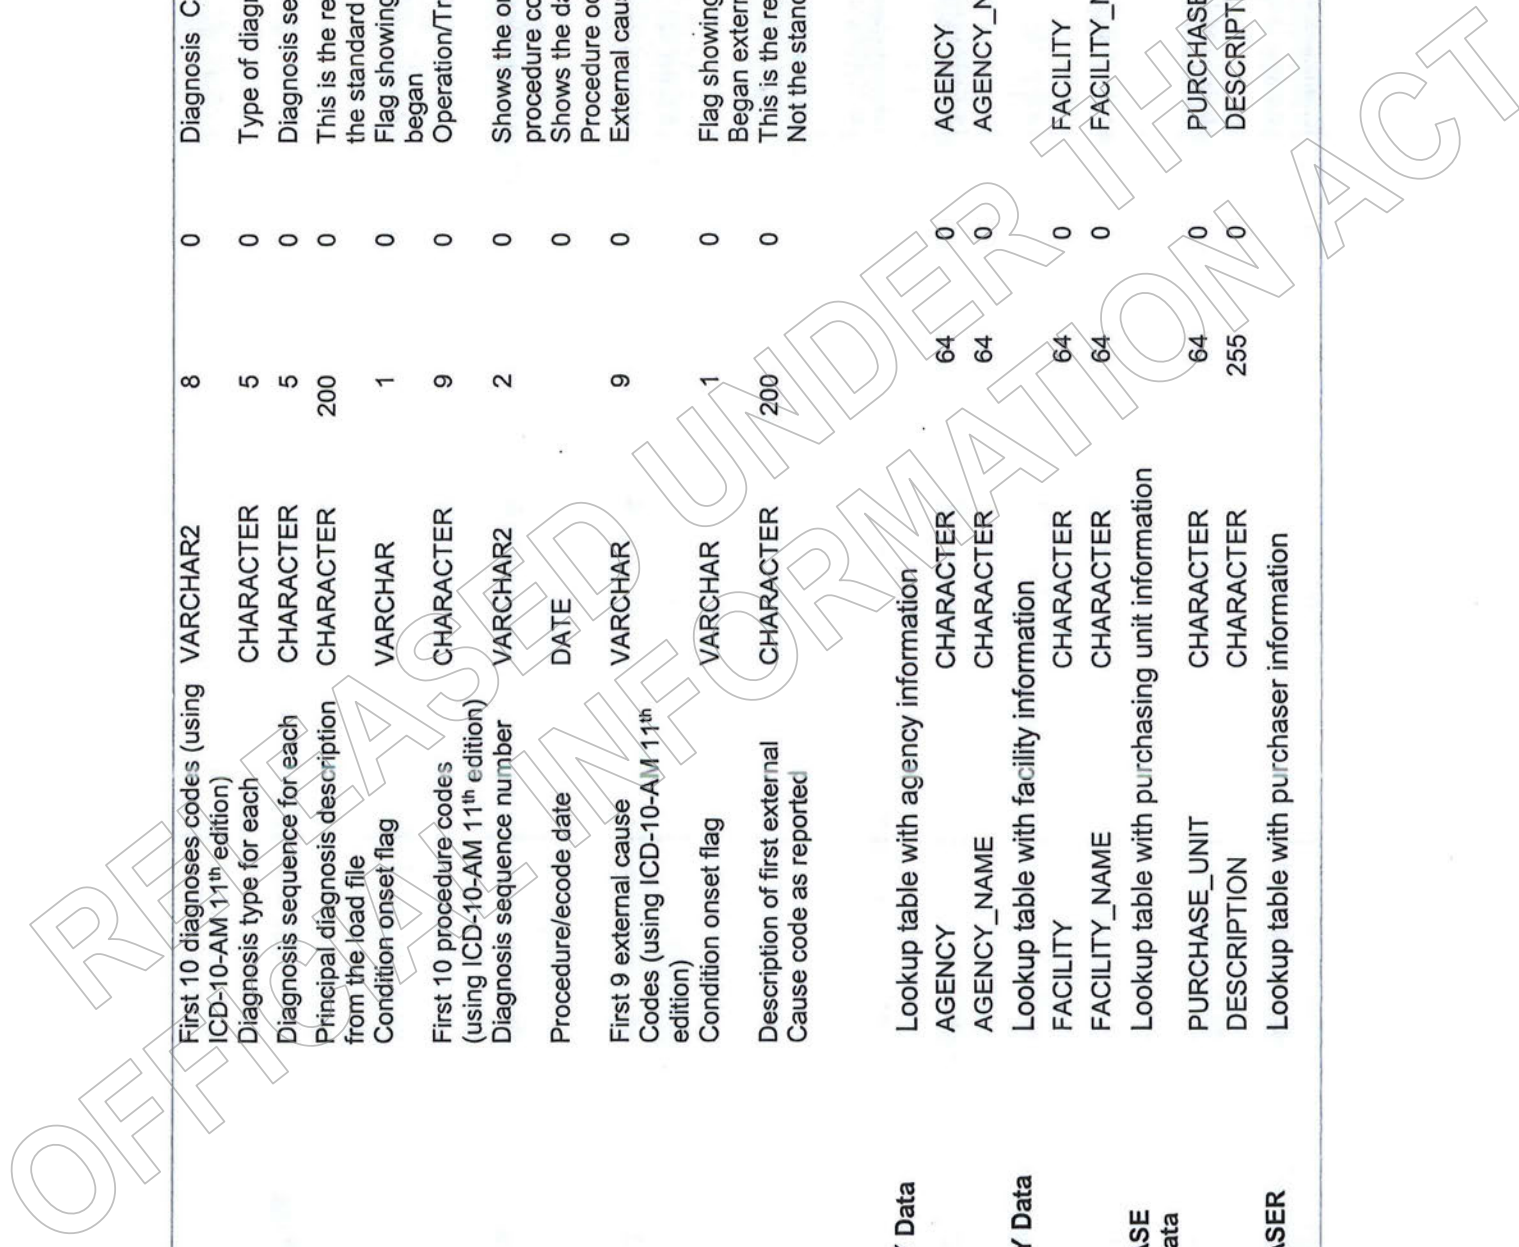 First 10 diagnoses codes (using VARCHAR2 8 0 Diagnosis C
ICD-10-AM 11th edition)
Diagnosis type for each CHARACTER 5 0 Type of diag
Diagnosis sequence for each CHARACTER 5 0 Diagnosis se
Principal diagnosis description CHARACTER 200 0 This is the re
from the load file the standard
Condition onset flag VARCHAR 1 0 Flag showing
began
First 10 procedure codes CHARACTER 9 0 Operation/Tr
(using ICD-10-AM 11th edition)
Diagnosis sequence number VARCHAR2 2 0 Shows the or
procedure co
Procedure/ecode date DATE 0 Shows the da
Procedure oc
First 9 external cause VARCHAR 9 0 External cau
Codes (using ICD-10-AM 11th
edition)
Condition onset flag VARCHAR 1 0 Flag showing
Began extern
Description of first external CHARACTER 200 0 This is the re
Cause code as reported Not the stand
Y Data Lookup table with agency information
AGENCY CHARACTER 64 0 AGENCY
AGENCY_NAME CHARACTER 64 0 AGENCY_N
Y Data Lookup table with facility information
FACILITY CHARACTER 64 0 FACILITY
FACILITY_NAME CHARACTER 64 0 FACILITY_N
ASE Lookup table with purchasing unit information
ata
PURCHASE_UNIT CHARACTER 64 0 PURCHASE
DESCRIPTION CHARACTER 255 0 DESCRIPT
ASER Lookup table with purchaser information
RELEASED UNDER THE
OFFICIAL INFORMATION ACT